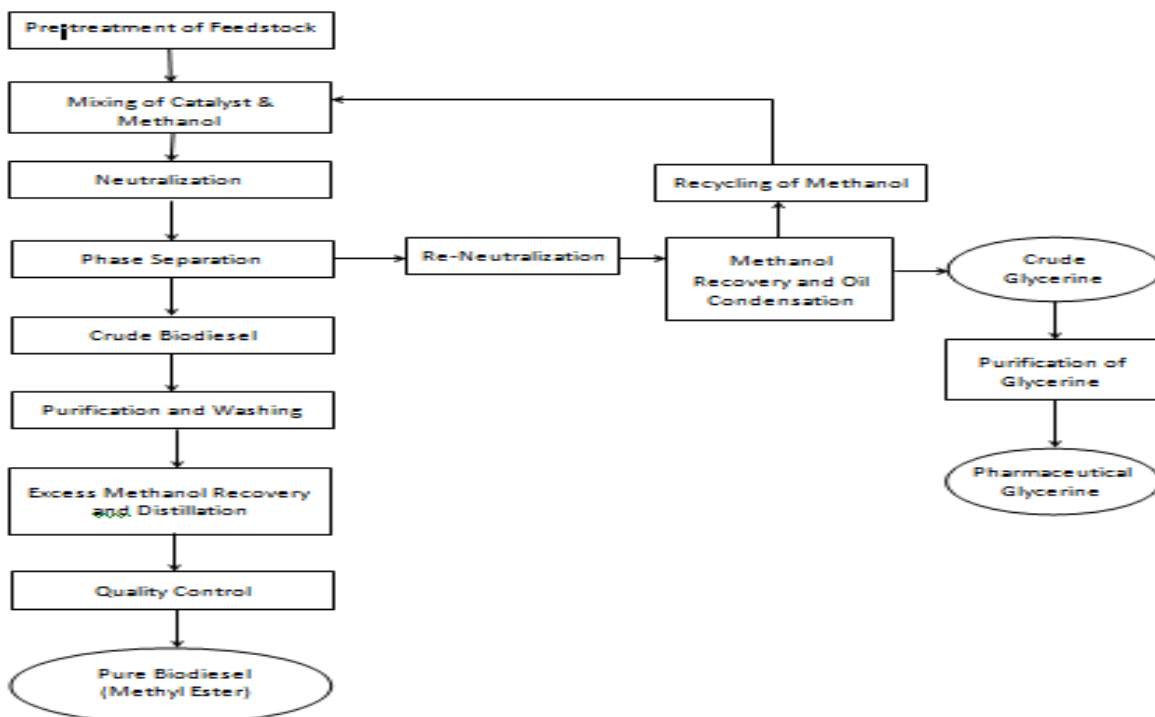 Pretreatment of Feedstock
Mixing of Catalyst &
Methanol
Neutralization
Recycling of Methanol
Phase Separation
Re-Neutralization
Methanol
Recovery and Oil
Condensation
Crude
Glycerine
Crude Biodiesel
Purification of
Glycerine
Purification and Washing
Excess Methanol Recovery
and Distillation
Pharmaceutical
Glycerine
Quality Control
Pure Biodiesel
(Methyl Ester)